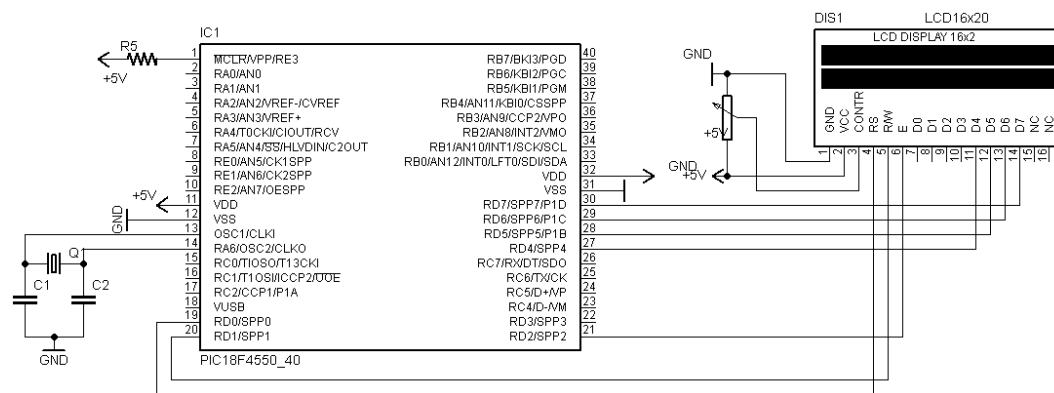 DIS1 LCD16x20
LCD DISPLAY 16x2
GND
VCC
CONTR
RS
R/W
E
D0
D1
D2
D3
D4
D5
D6
D7
NC
NC
1 2 3 4 5 6 7 8 9 10 11 12 13 14 15 16
IC1
R5
+5V
1 MCLR/VPP/RE3 RB7/BKI3/PGD 40
2 RA0/AN0 RB6/KBI2/PGC 39
3 RA1/AN1 RB5/KBI1/PGM 38
4 RA2/AN2/VREF-/CVREF RB4/AN11/KBI0/CSSPP 37
5 RA3/AN3/VREF+ RB3/AN9/CCP2/VPO 36
6 RA4/T0CKI/CIOUT/RCV RB2/AN8/INT2/VMO 35
7 RA5/AN4/SS/HLVDIN/C2OUT RB1/AN10/INT1/SCK/SCL 34
8 RE0/AN5/CK1SPP RB0/AN12/INT0/LFT0/SDI/SDA 33
9 RE1/AN6/CK2SPP VDD 32
10 RE2/AN7/OESPP VSS 31
11 VDD RD7/SPP7/P1D 30
12 VSS RD6/SPP6/P1C 29
13 OSC1/CLKI RD5/SPP5/P1B 28
14 RA6/OSC2/CLKO RD4/SPP4 27
15 RC0/TIOSO/T13CKI RC7/RX/DT/SDO 26
16 RC1/T1OSI/ICCP2/UOE RC6/TX/CK 25
17 RC2/CCP1/P1A RC5/D+/VP 24
18 VUSB RC4/D-/VM 23
19 RD0/SPP0 RD3/SPP3 22
20 RD1/SPP1 RD2/SPP2 21
PIC18F4550_40
GND
+5V
GND
+5V
+5V
GND
Q
C1 C2
GND